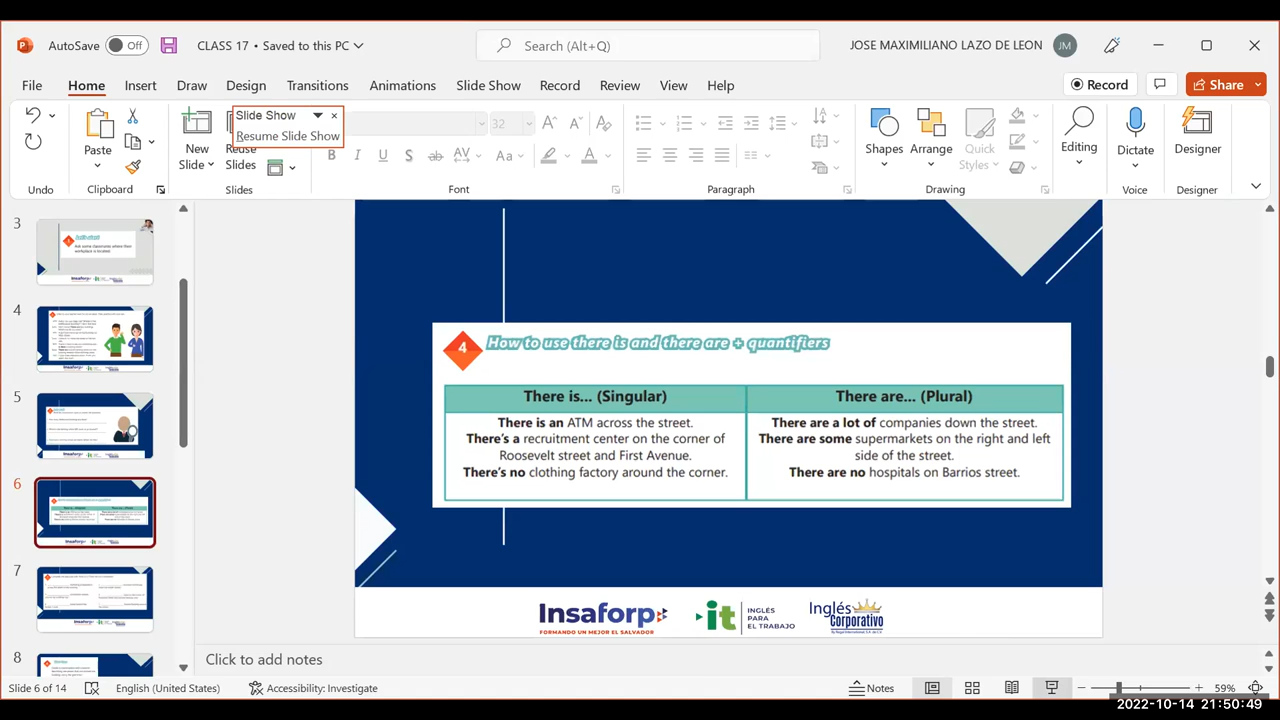 AutoSave Off CLASS 17 • Saved to this PC Search (Alt+Q) JOSE MAXIMILIANO LAZO DE LEON JM
File Home Insert Draw Design Transitions Animations Slide Show Record Review View Help Record Share
Slide Show
Resume Slide Show
32
Paste New Slide Reuse Slides Shapes Arrange Quick Styles Editing Dictate Designer
B I U S ab AV Aa A
Undo Clipboard Slides Font Paragraph Drawing Voice Designer
3
4
5
6
7
8
4 How to use there is and there are + quantifiers
There is... (Singular) There are... (Plural)
There is an ATM across the street.
There's a recruitment center on the corner of
Roosevelt street and First Avenue.
There's no clothing factory around the corner.
There are a lot of companies down the street.
There are some supermarkets on the right and left
side of the street.
There are no hospitals on Barrios street.
Insaforp
FORMANDO UN MEJOR EL SALVADOR
it INGLÉS
PARA
EL TRABAJO
Inglés
Corporativo
Click to add notes
Slide 6 of 14 English (United States) Accessibility: Investigate Notes 59%
2022-10-14 21:50:49